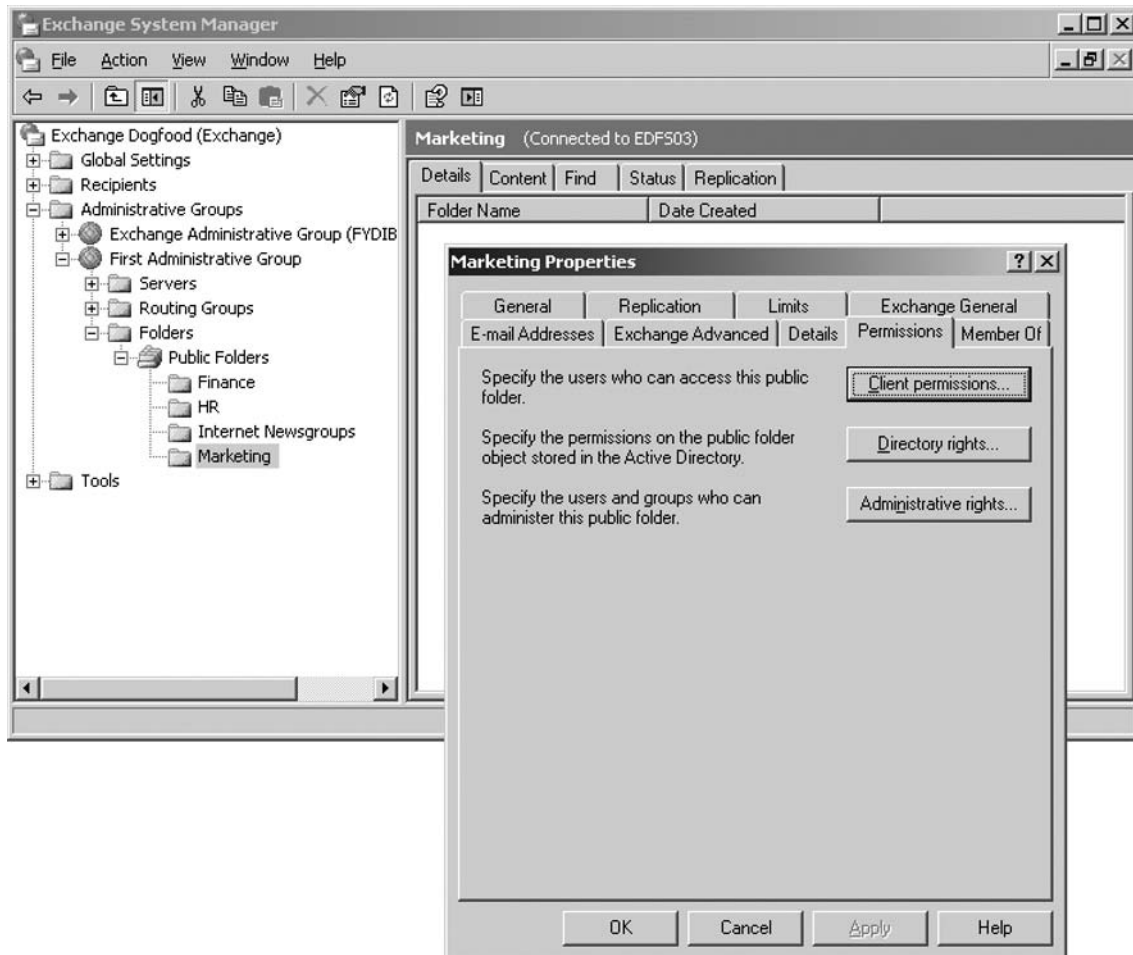 Exchange System Manager
File Action View Window Help
Exchange Dogfood (Exchange)
Global Settings
Recipients
Administrative Groups
Exchange Administrative Group (FYDIB
First Administrative Group
Servers
Routing Groups
Folders
Public Folders
Finance
HR
Internet Newsgroups
Marketing
Tools
Marketing (Connected to EDFS03)
Details Content Find Status Replication
Folder Name Date Created
Marketing Properties
General Replication Limits Exchange General
E-mail Addresses Exchange Advanced Details Permissions Member Of
Specify the users who can access this public
folder.
Client permissions...
Specify the permissions on the public folder
object stored in the Active Directory.
Directory rights...
Specify the users and groups who can
administer this public folder.
Administrative rights...
OK Cancel Apply Help